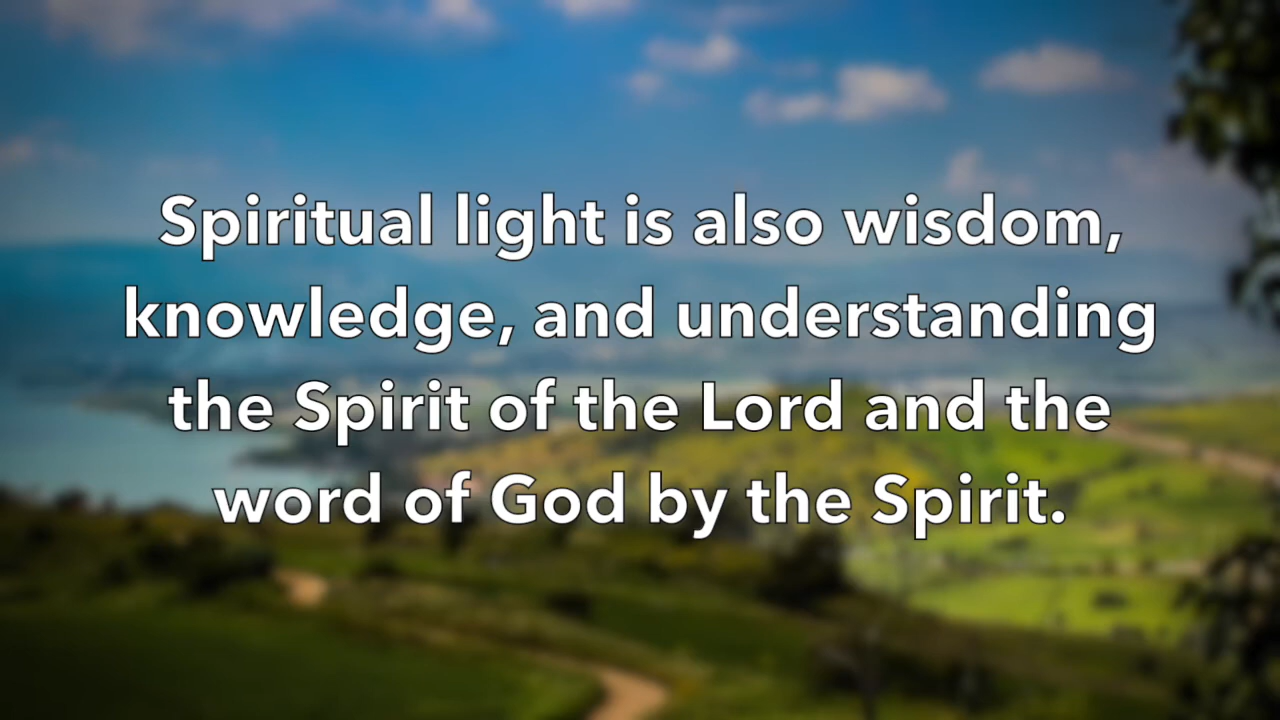 Spiritual light is also wisdom,
knowledge, and understanding
the Spirit of the Lord and the
word of God by the Spirit.